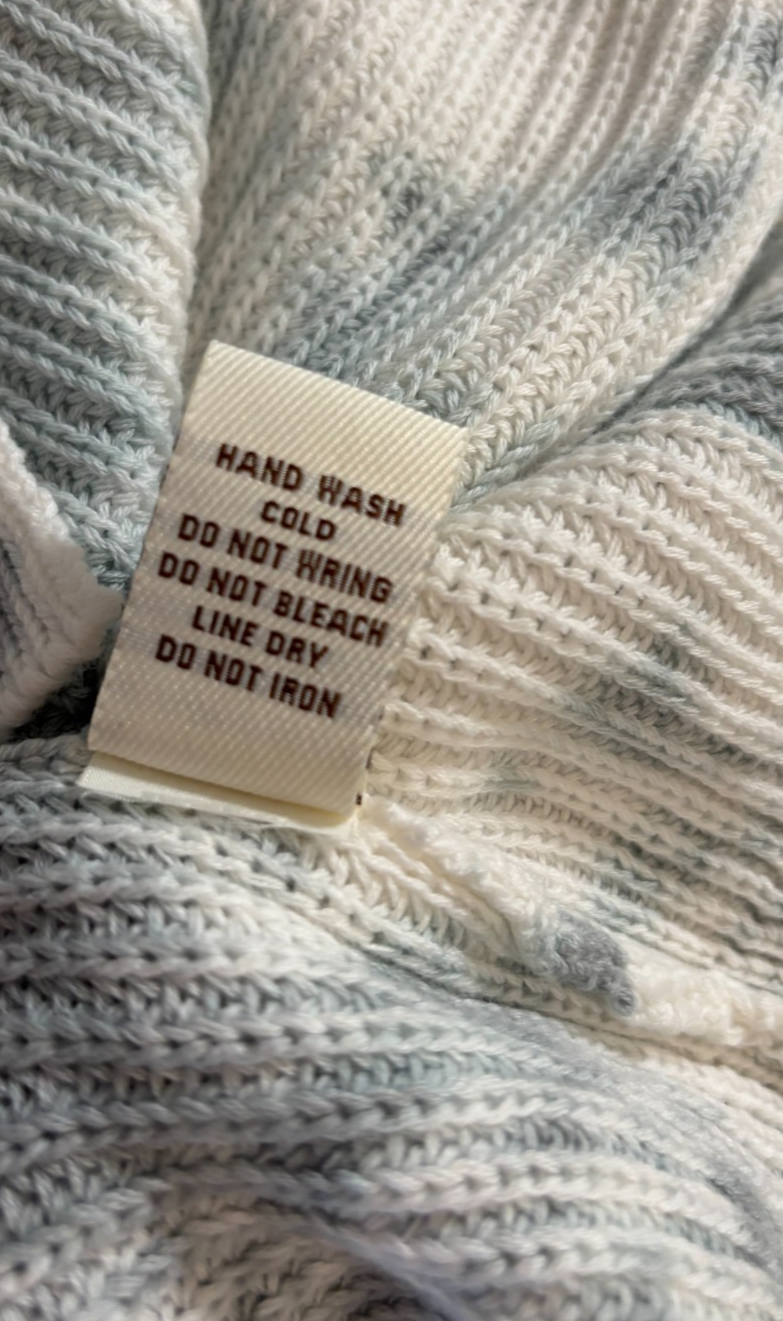 HAND WASH
COLD
DO NOT WRING
DO NOT BLEACH
LINE DRY
DO NOT IRON